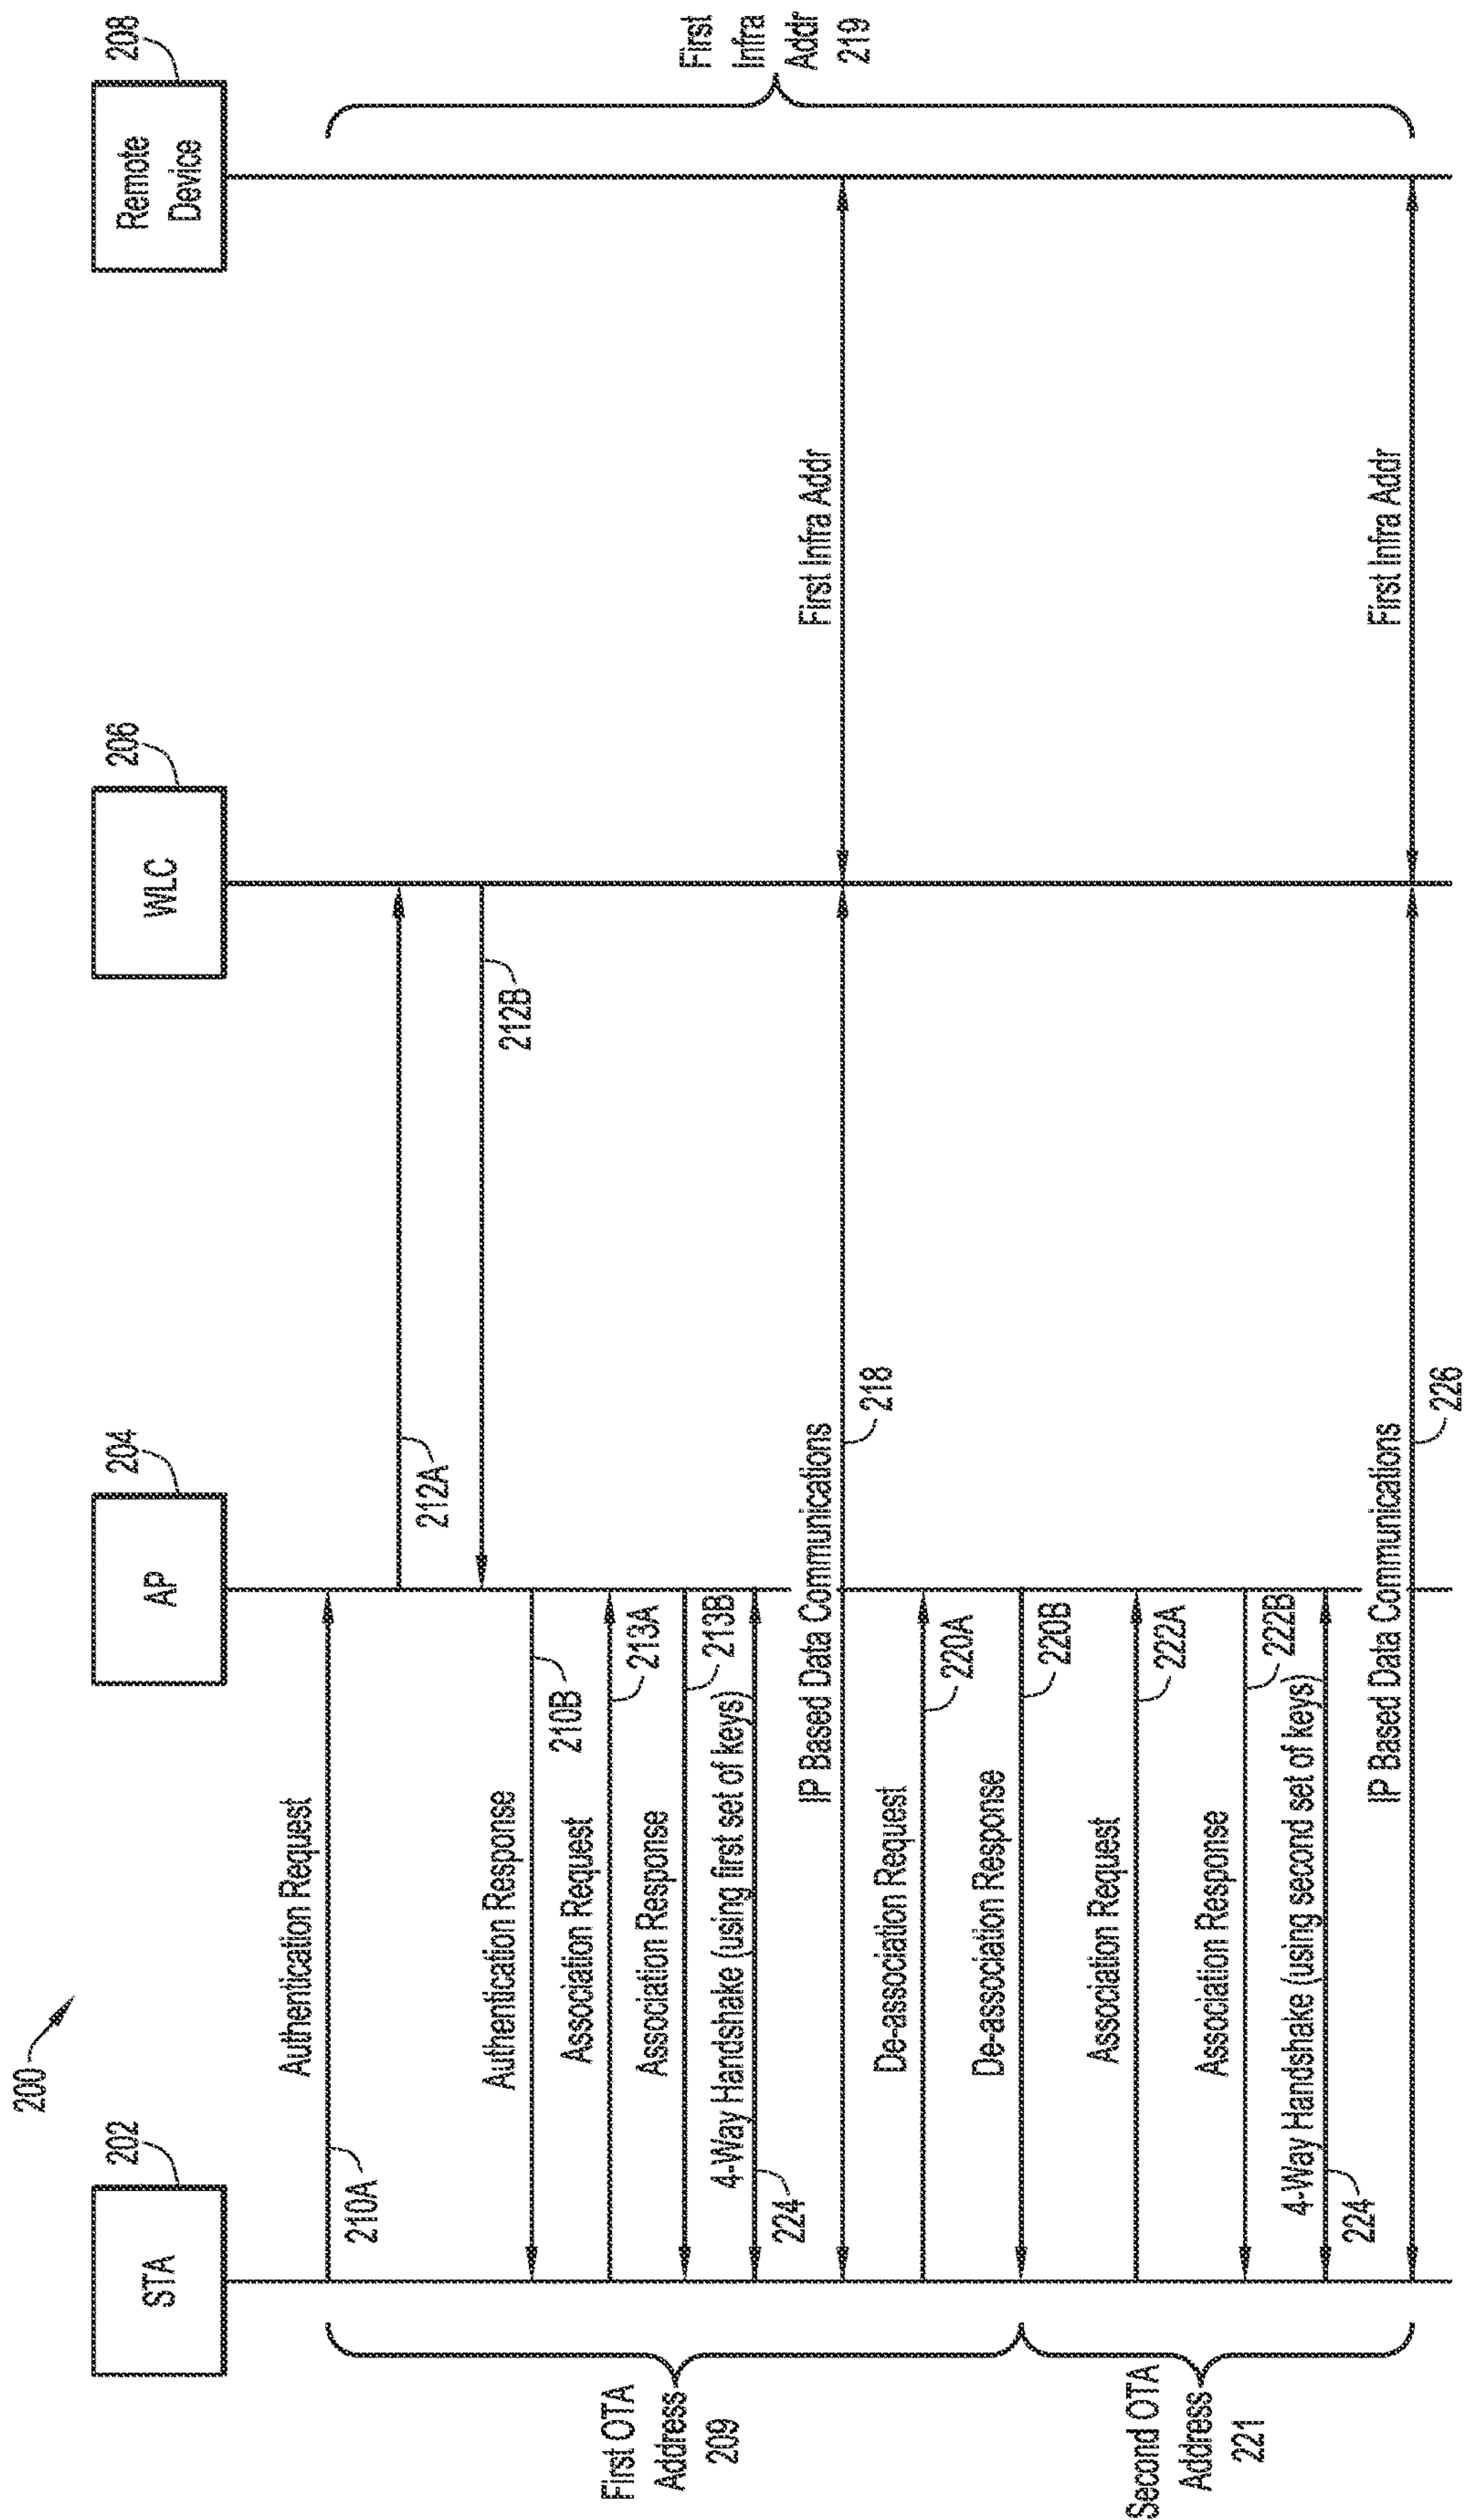 200
202
204
206
208
STA
AP
WLC
Remote
Device
Authentication Request
210A
212A
212B
Authentication Response
210B
Association Request
213A
Association Response
213B
4-Way Handshake (using first set of keys)
224
IP Based Data Communications
218
First Infra Addr
De-association Request
220A
De-association Response
220B
Association Request
222A
Association Response
222B
4-Way Handshake (using second set of keys)
224
IP Based Data Communications
226
First Infra Addr
First OTA
Address
209
Second OTA
Address
221
First
Infra
Addr
219